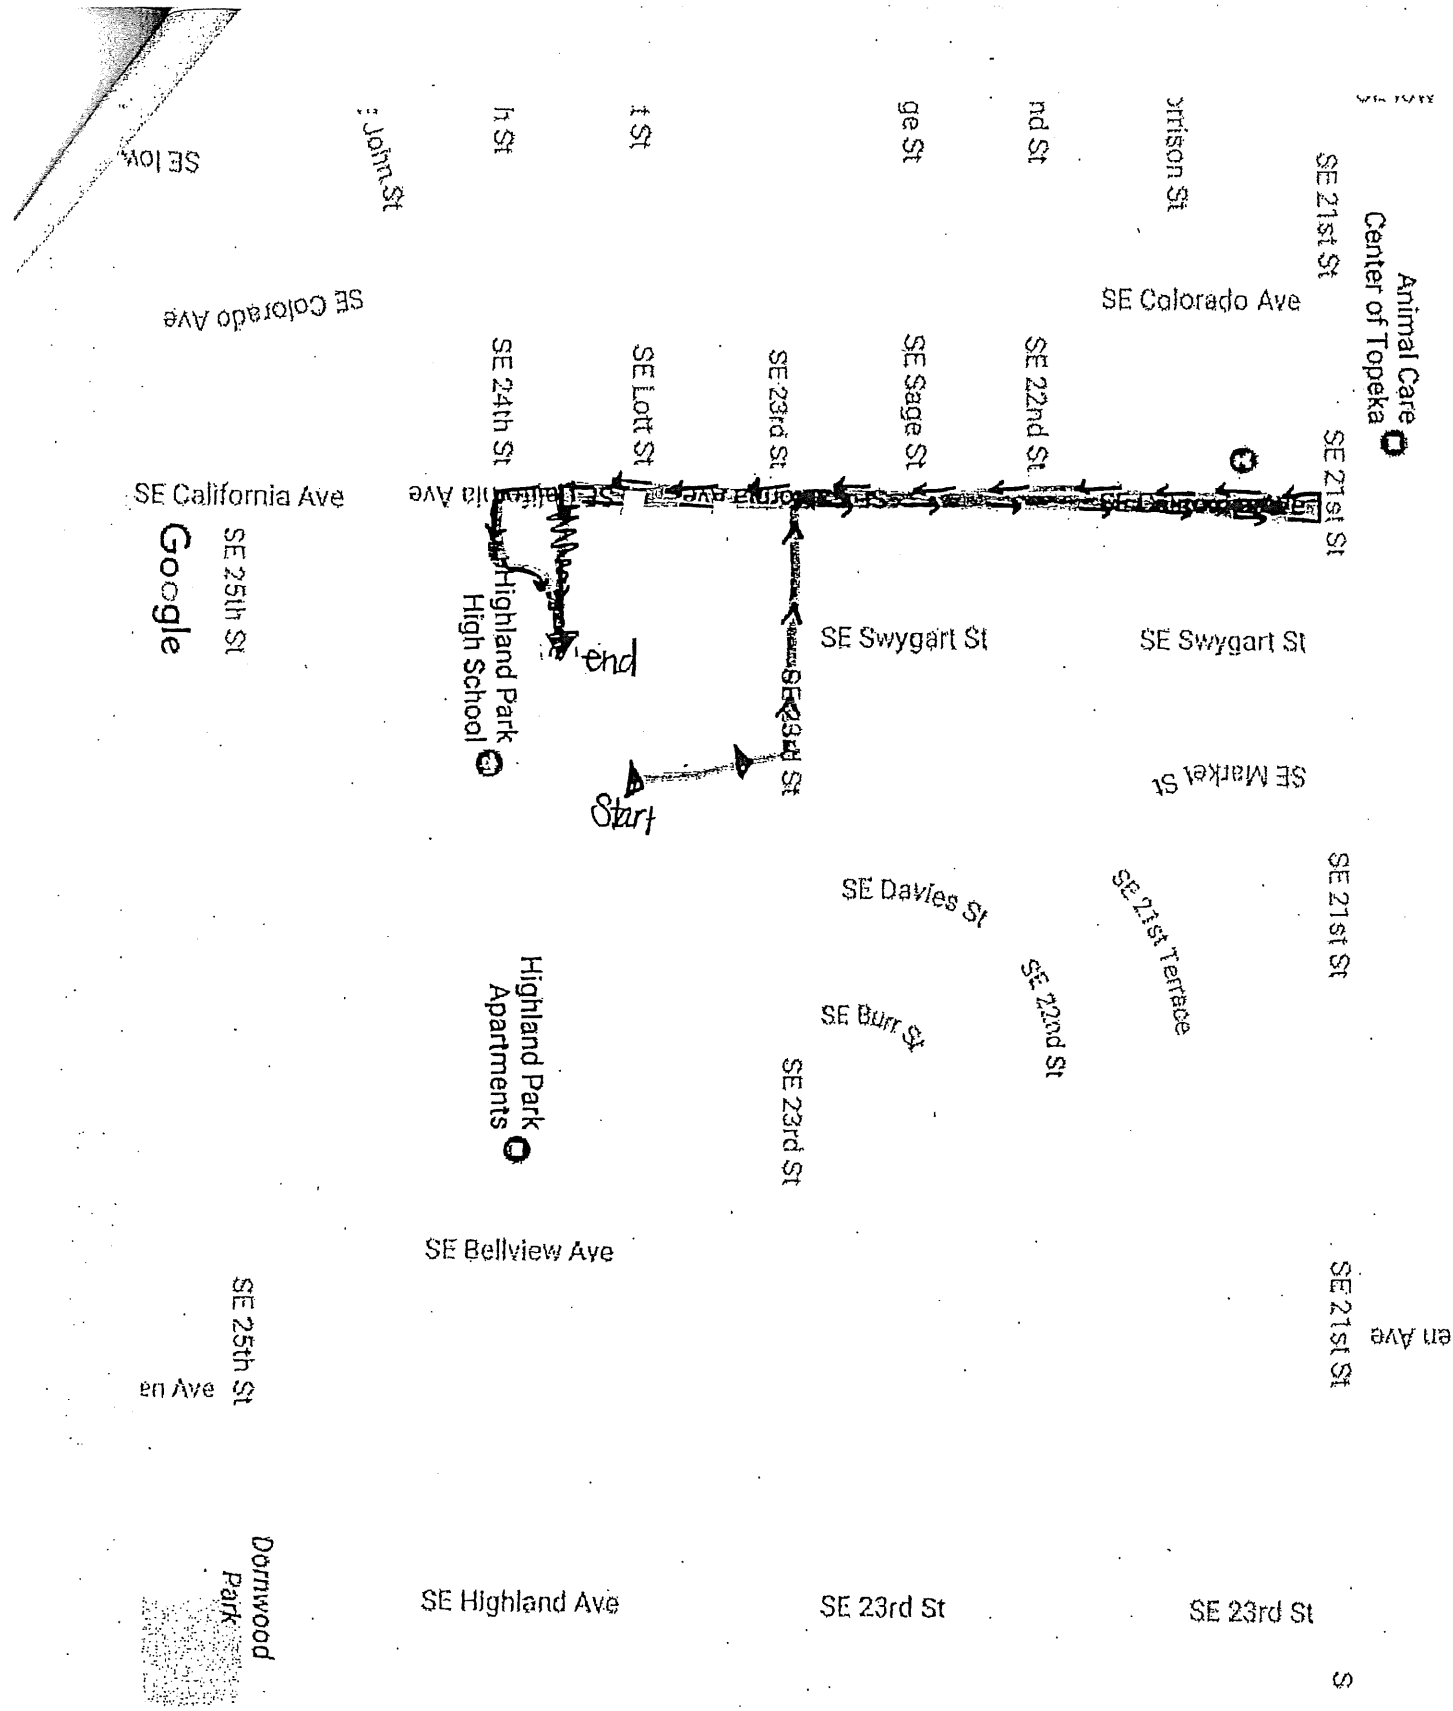 SE Iow
John St
h St
t St
ge St
nd St
orrison St
SE 21st St
Animal Care
Center of Topeka
SE Colorado Ave
SE Colorado Ave
SE 24th St
SE Lott St
SE 23rd St
SE Sage St
SE 22nd St
SE 21st St
SE California Ave
Google
SE 25th St
Highland Park
High School
end
SE 23rd St
SE Swygart St
SE Swygart St
Start
SE Market
St
SE Davies St
SE 21st Terrace
SE 21st St
SE 22nd St
SE Burr St
Highland Park
Apartments
SE 23rd St
SE Bellview Ave
SE 25th St
SE 21st St
en Ave
en Ave
Dornwood
Park
SE Highland Ave
SE 23rd St
SE 23rd St
S